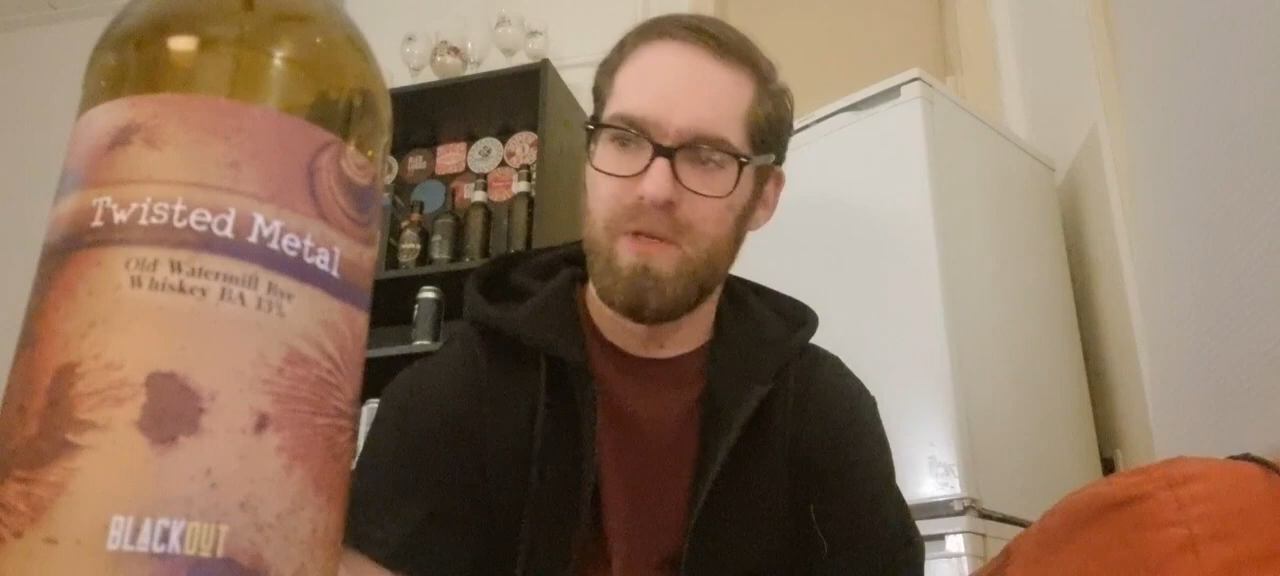 Twisted Metal
Old Watermill Rye
Whiskey BA 13%
BLACKOUT